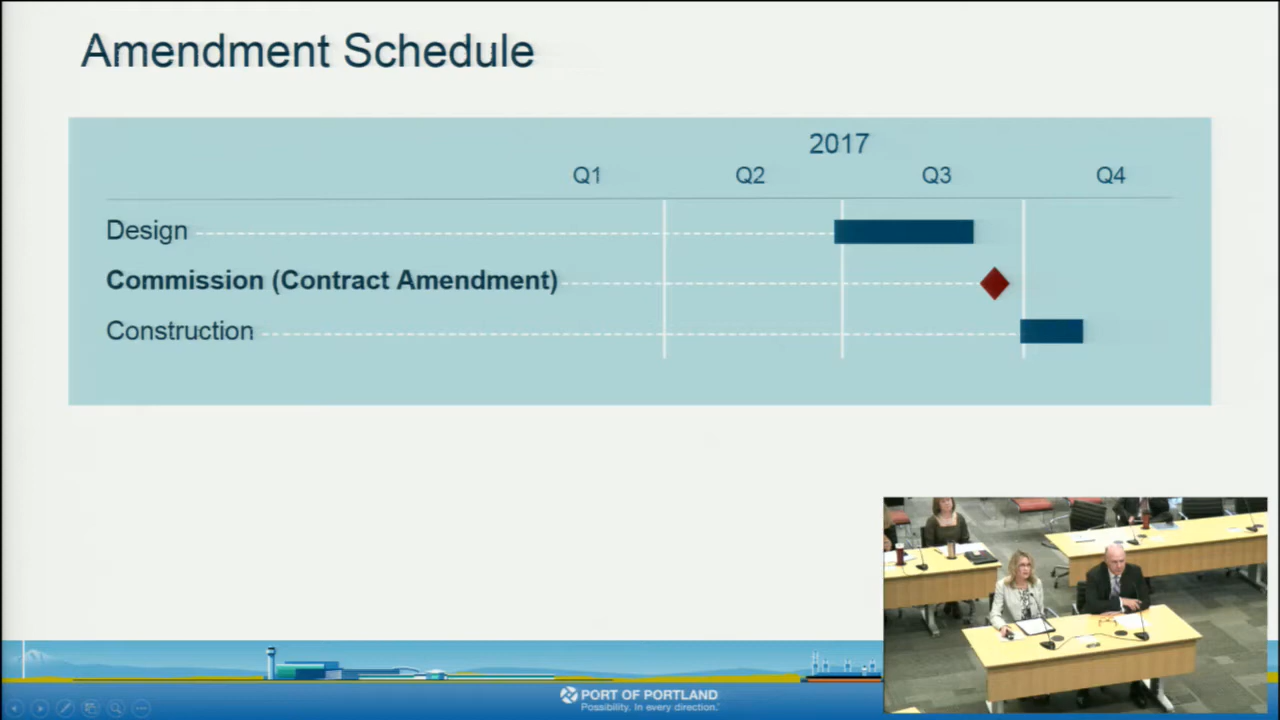 Amendment Schedule
2017
Q1 Q2 Q3 Q4
Design
Commission (Contract Amendment)
Construction
PORT OF PORTLAND
Possibility. In every direction.